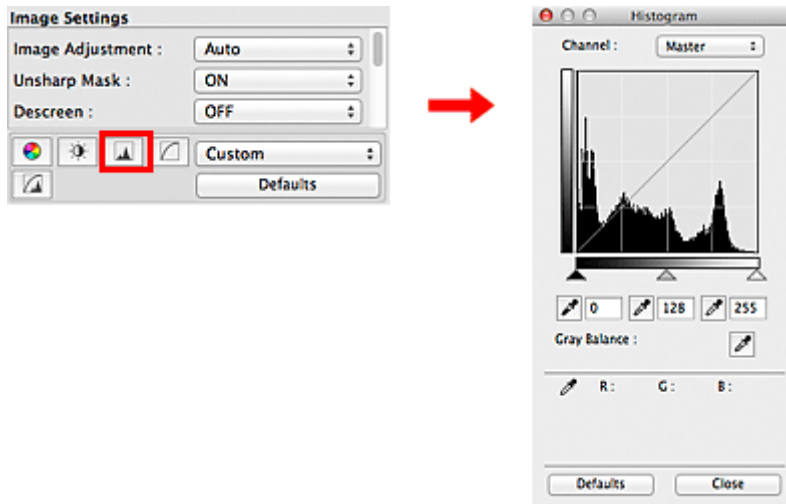 Image Settings
Image Adjustment : Auto
Unsharp Mask : ON
Descreen : OFF
Custom
Defaults
Histogram
Channel : Master
0 128 255
Gray Balance :
R : G : B :
Defaults Close